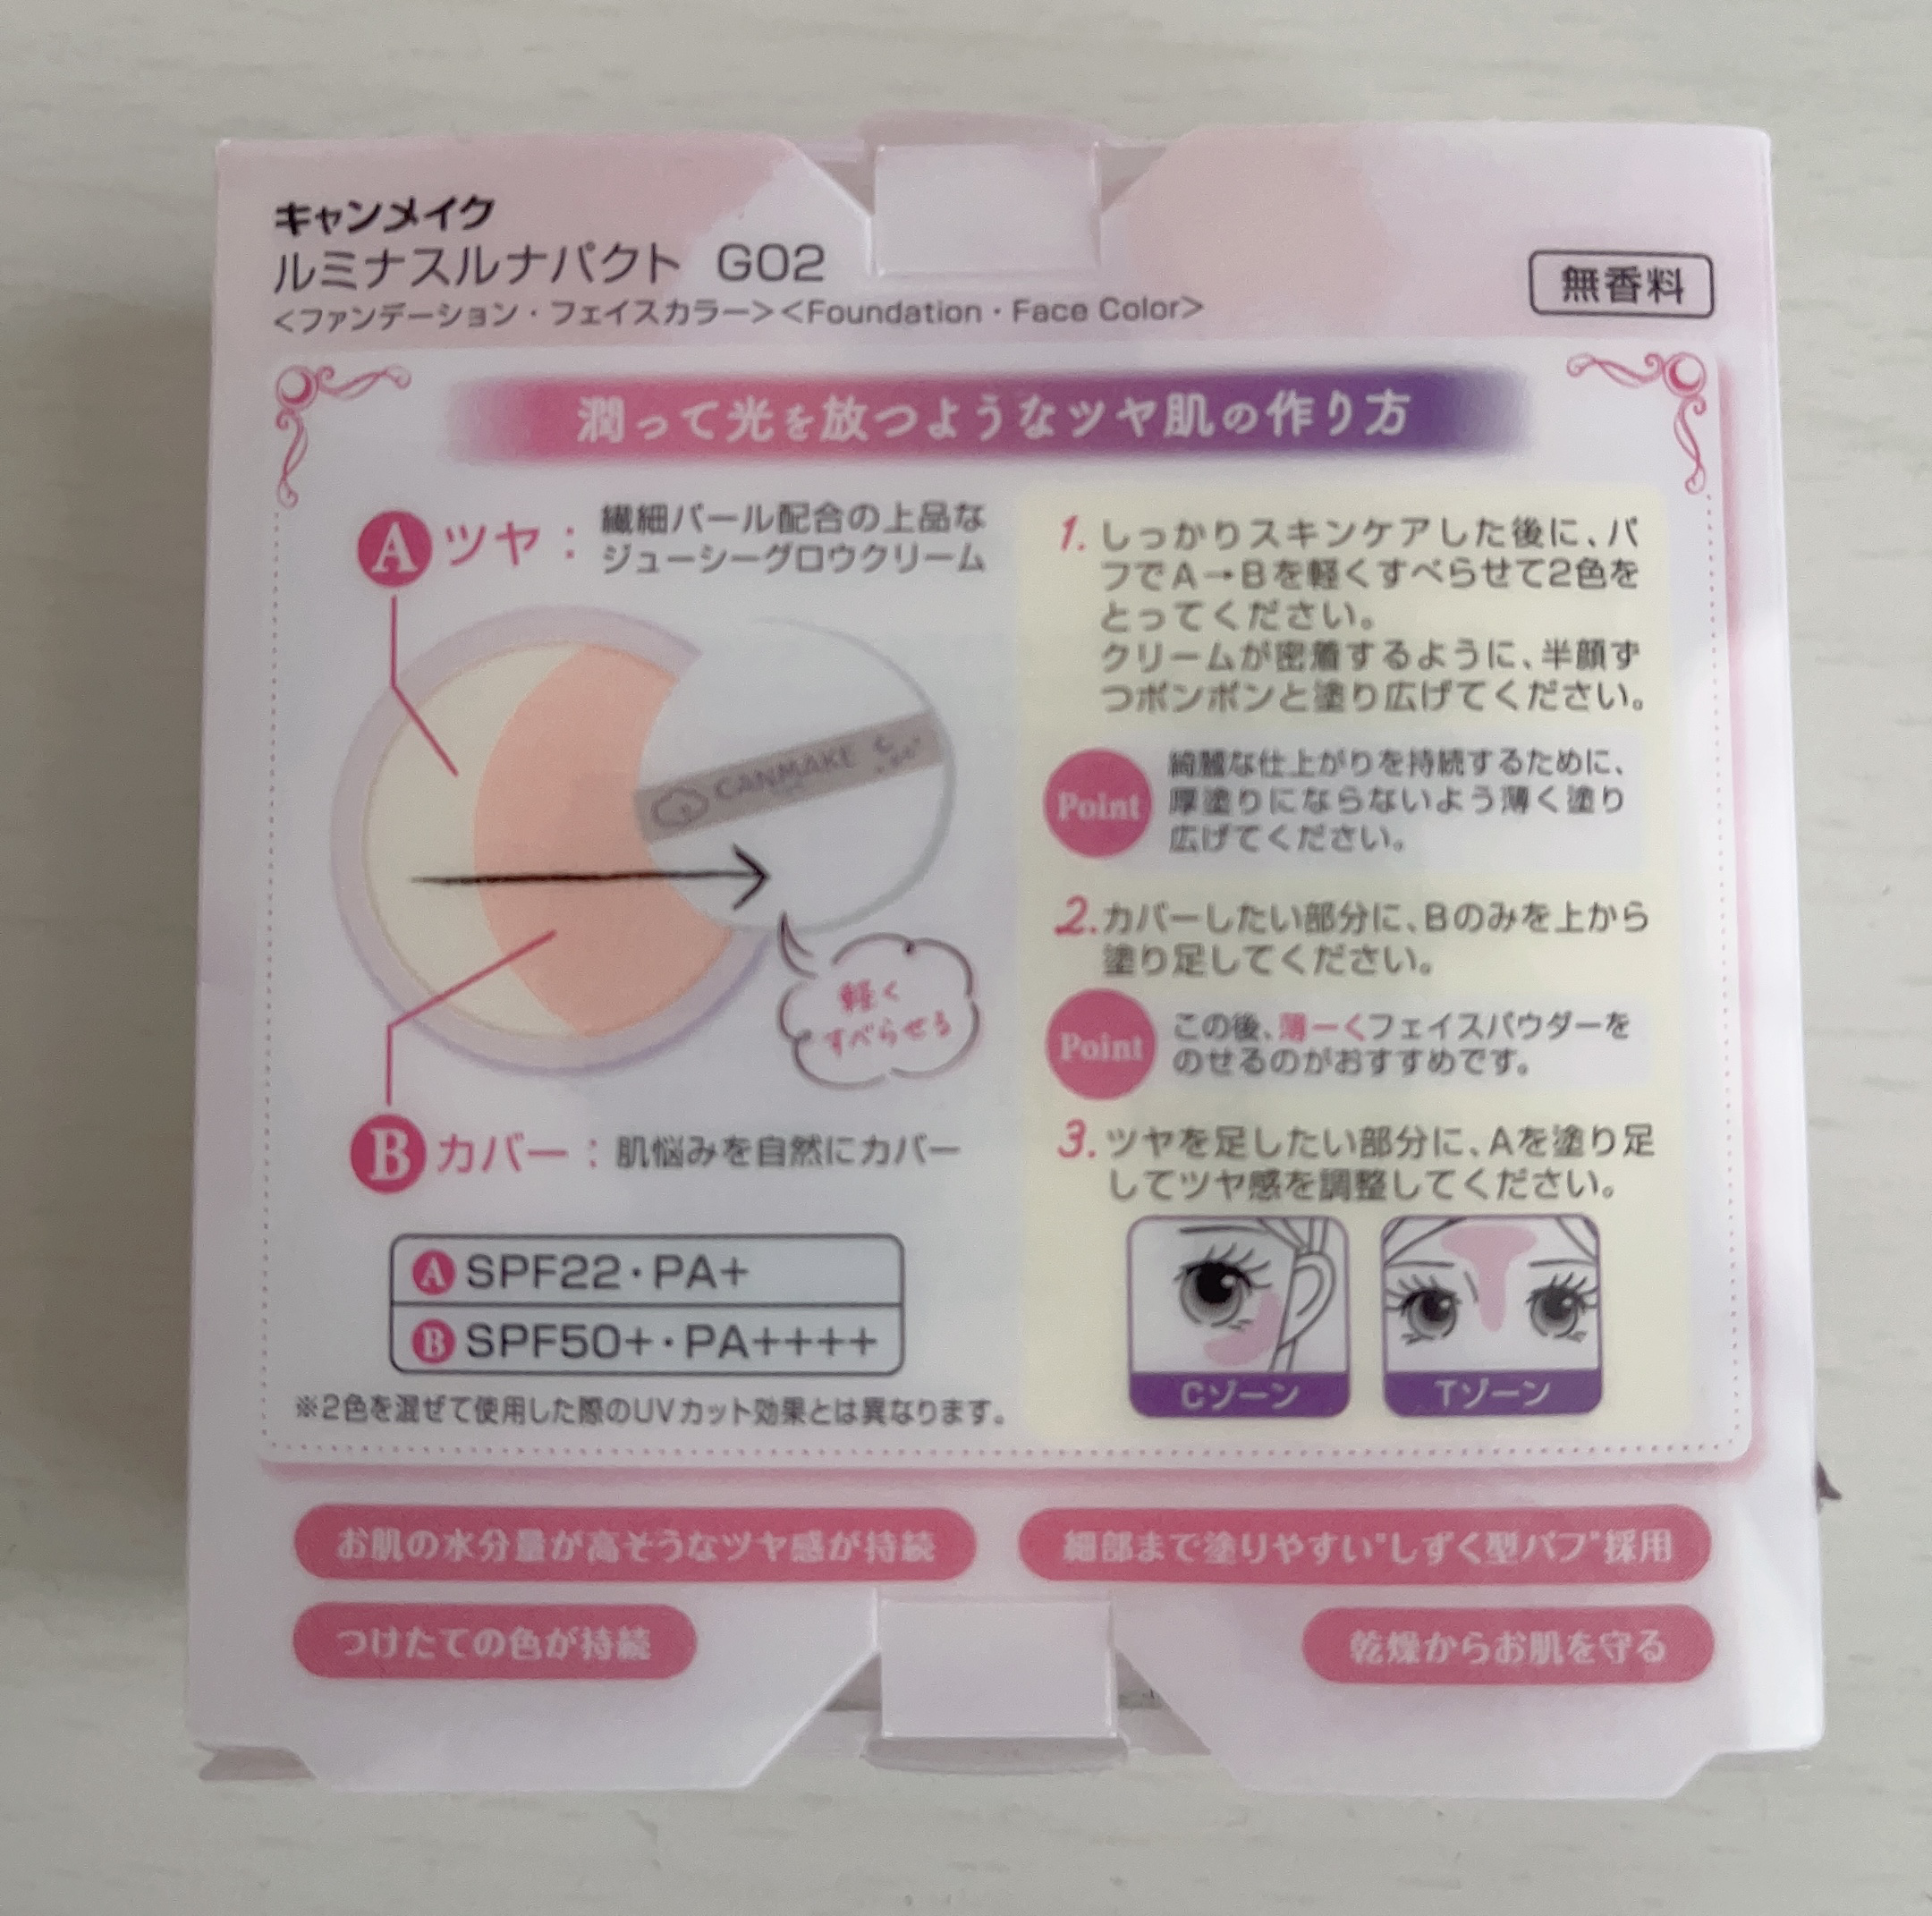 キャンメイク
ルミナスルナパクト G02
<ファンデーション・フェイスカラー><Foundation・Face Color>
無香料
潤って光を放つようなツヤ肌の作り方
A ツヤ：
繊細パール配合の上品な
ジューシーグロウクリーム
CANMAKE
軽く
すべらせる
B カバー：肌悩みを自然にカバー
A SPF22・PA+
B SPF50+・PA++++
※2色を混ぜて使用した際のUVカット効果とは異なります。
1. しっかりスキンケアした後に、パ
フでA→Bを軽くすべらせて2色を
とってください。
クリームが密着するように、半顔ず
つポンポンと塗り広げてください。
Point
綺麗な仕上がりを持続するために、
厚塗りにならないよう薄く塗り
広げてください。
2. カバーしたい部分に、Bのみを上から
塗り足してください。
Point
この後、薄ーくフェイスパウダーを
のせるのがおすすめです。
3. ツヤを足したい部分に、Aを塗り足
してツヤ感を調整してください。
Cゾーン
Tゾーン
お肌の水分量が高そうなツヤ感が持続
細部まで塗りやすい"しずく型パフ"採用
つけたての色が持続
乾燥からお肌を守る